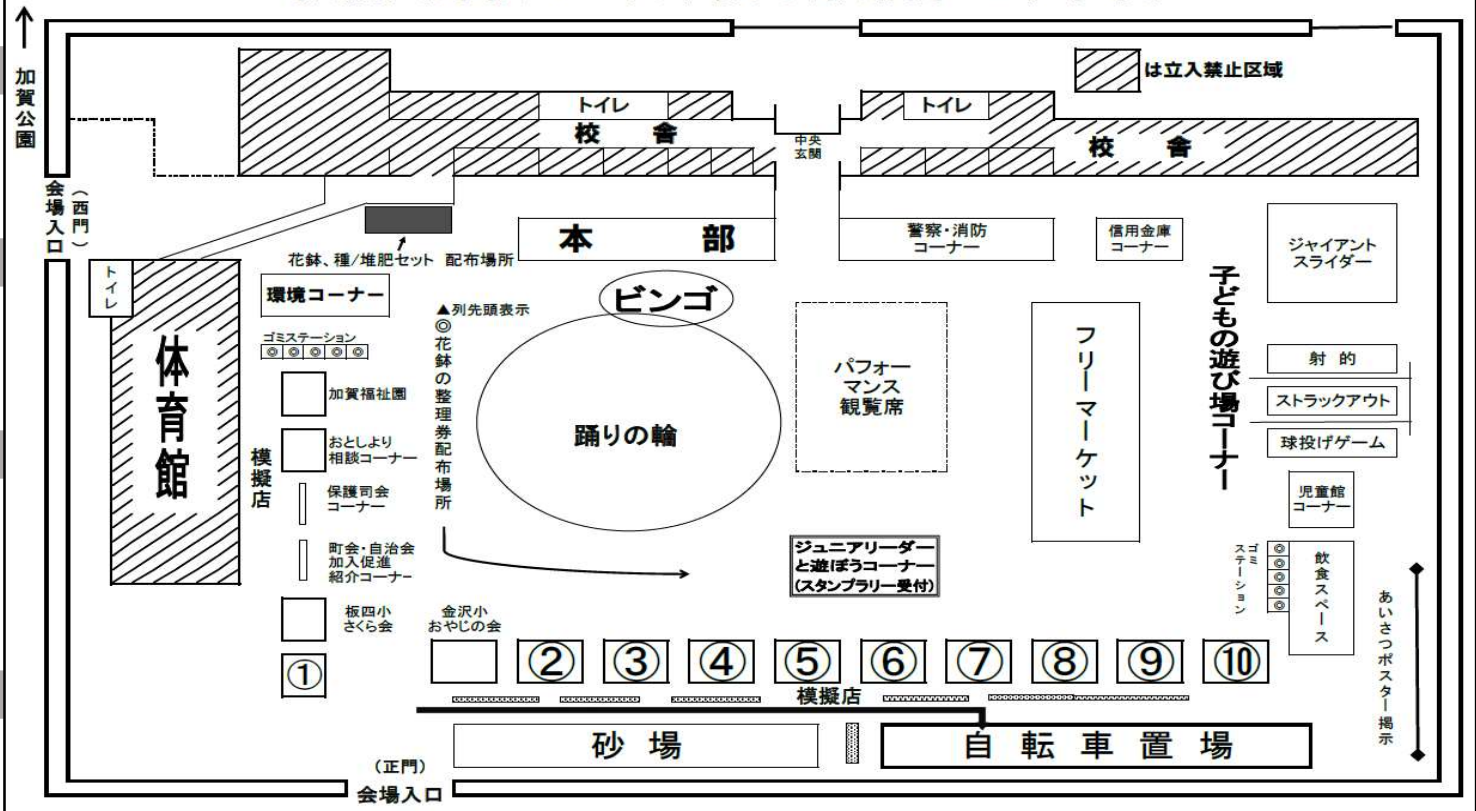 加賀公園
は立入禁止区域
トイレ
トイレ
校舎
中央
玄関
校舎
会場入口
(西門)
本部
警察・消防
コーナー
信用金庫
コーナー
ジャイアント
スライダー
花鉢、種/堆肥セット 配布場所
トイレ
環境コーナー
ビンゴ
▲列先頭表示
◎花鉢の整理券配布場所
子どもの遊び場コーナー
ゴミステーション
◎◎◎◎◎
体育館
パフォー
マンス
観覧席
フリーマーケット
射的
ストラックアウト
球投げゲーム
加賀福祉園
踊りの輪
模擬店
おとしより
相談コーナー
保護司会
コーナー
児童館
コーナー
町会・自治会
加入促進
紹介コーナー
ジュニアリーダー
と遊ぼうコーナー
(スタンプラリー受付)
ゴミ
ステーション
◎◎◎◎◎
飲食スペース
あいさつポスター掲示
板四小
さくら会
金沢小
おやじの会
①
②
③
④
⑤
⑥
⑦
⑧
⑨
⑩
模擬店
砂場
自転車置場
(正門)
会場入口